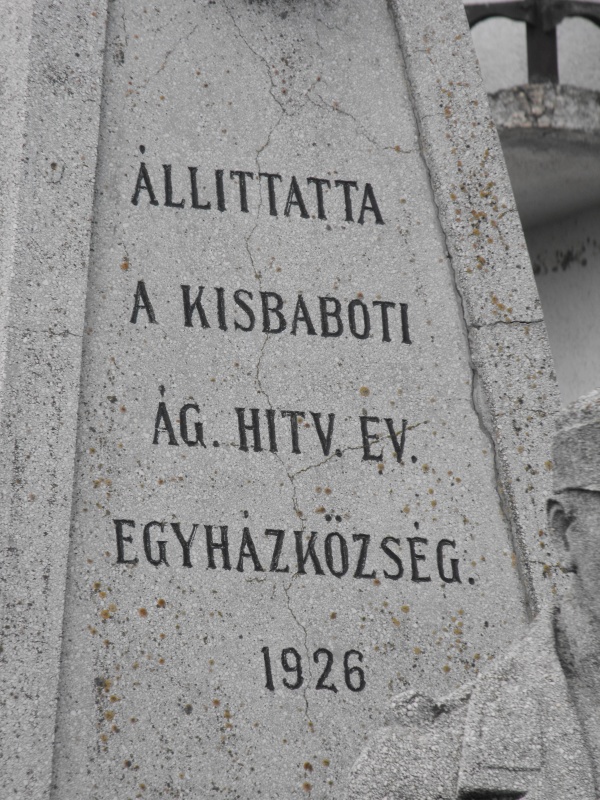 ÁLLITTATTA
A KISBABOTI
ÁG. HITV. EV.
EGYHÁZKÖZSÉG.
1926